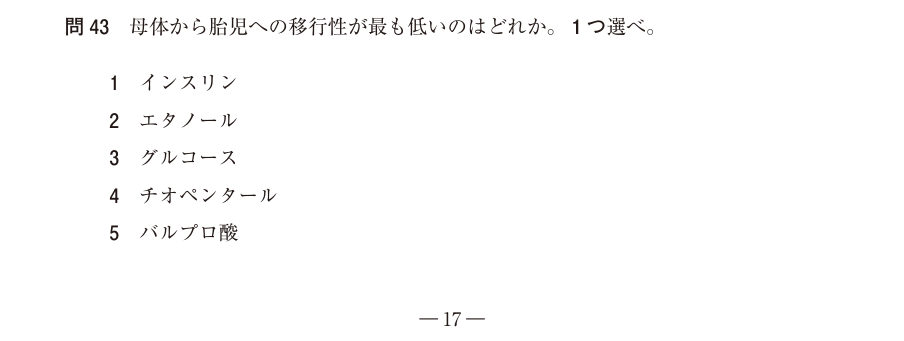 問 43 母体から胎児への移行性が最も低いのはどれか。1つ選べ。
1 インスリン
2 エタノール
3 グルコース
4 チオペンタール
5 バルプロ酸
— 17 —